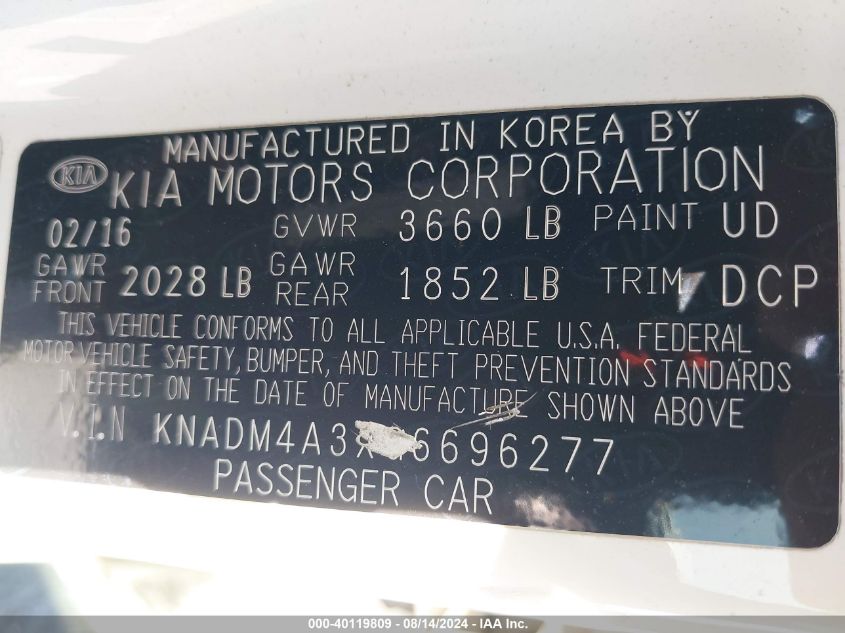 MANUFACTURED IN KOREA BY
KIA KIA MOTORS CORPORATION
02/16 GVWR 3660 LB PAINT UD
GAWR FRONT 2028 LB GAWR REAR 1852 LB TRIM DCP
THIS VEHICLE CONFORMS TO ALL APPLICABLE U.S.A. FEDERAL
MOTOR VEHICLE SAFETY, BUMPER, AND THEFT PREVENTION STANDARDS
IN EFFECT ON THE DATE OF MANUFACTURE SHOWN ABOVE
V.I.N
PASSENGER CAR
000-40119809 - 08/14/2024 - IAA Inc.